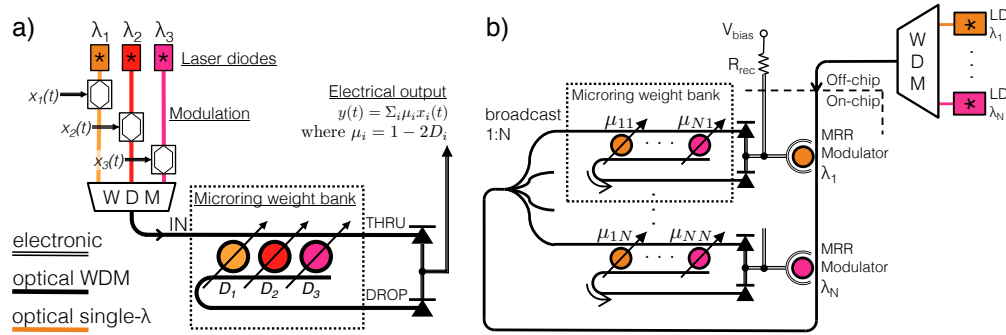 a)
λ1 λ2 λ3
Laser diodes
x1(t)
x2(t)
x3(t)
Modulation
W D M
Electrical output
y(t) = Σiμixi(t)
where μi = 1 − 2Di
IN
Microring weight bank
THRU
D1 D2 D3
DROP
electronic
optical WDM
optical single-λ
b)
Vbias
Rrec
W
D
M
LD
λ1
LD
λN
Off-chip
On-chip
Microring weight bank
broadcast
1:N
μ11 μN1
MRR
Modulator
λ1
μ1N μNN
MRR
Modulator
λN